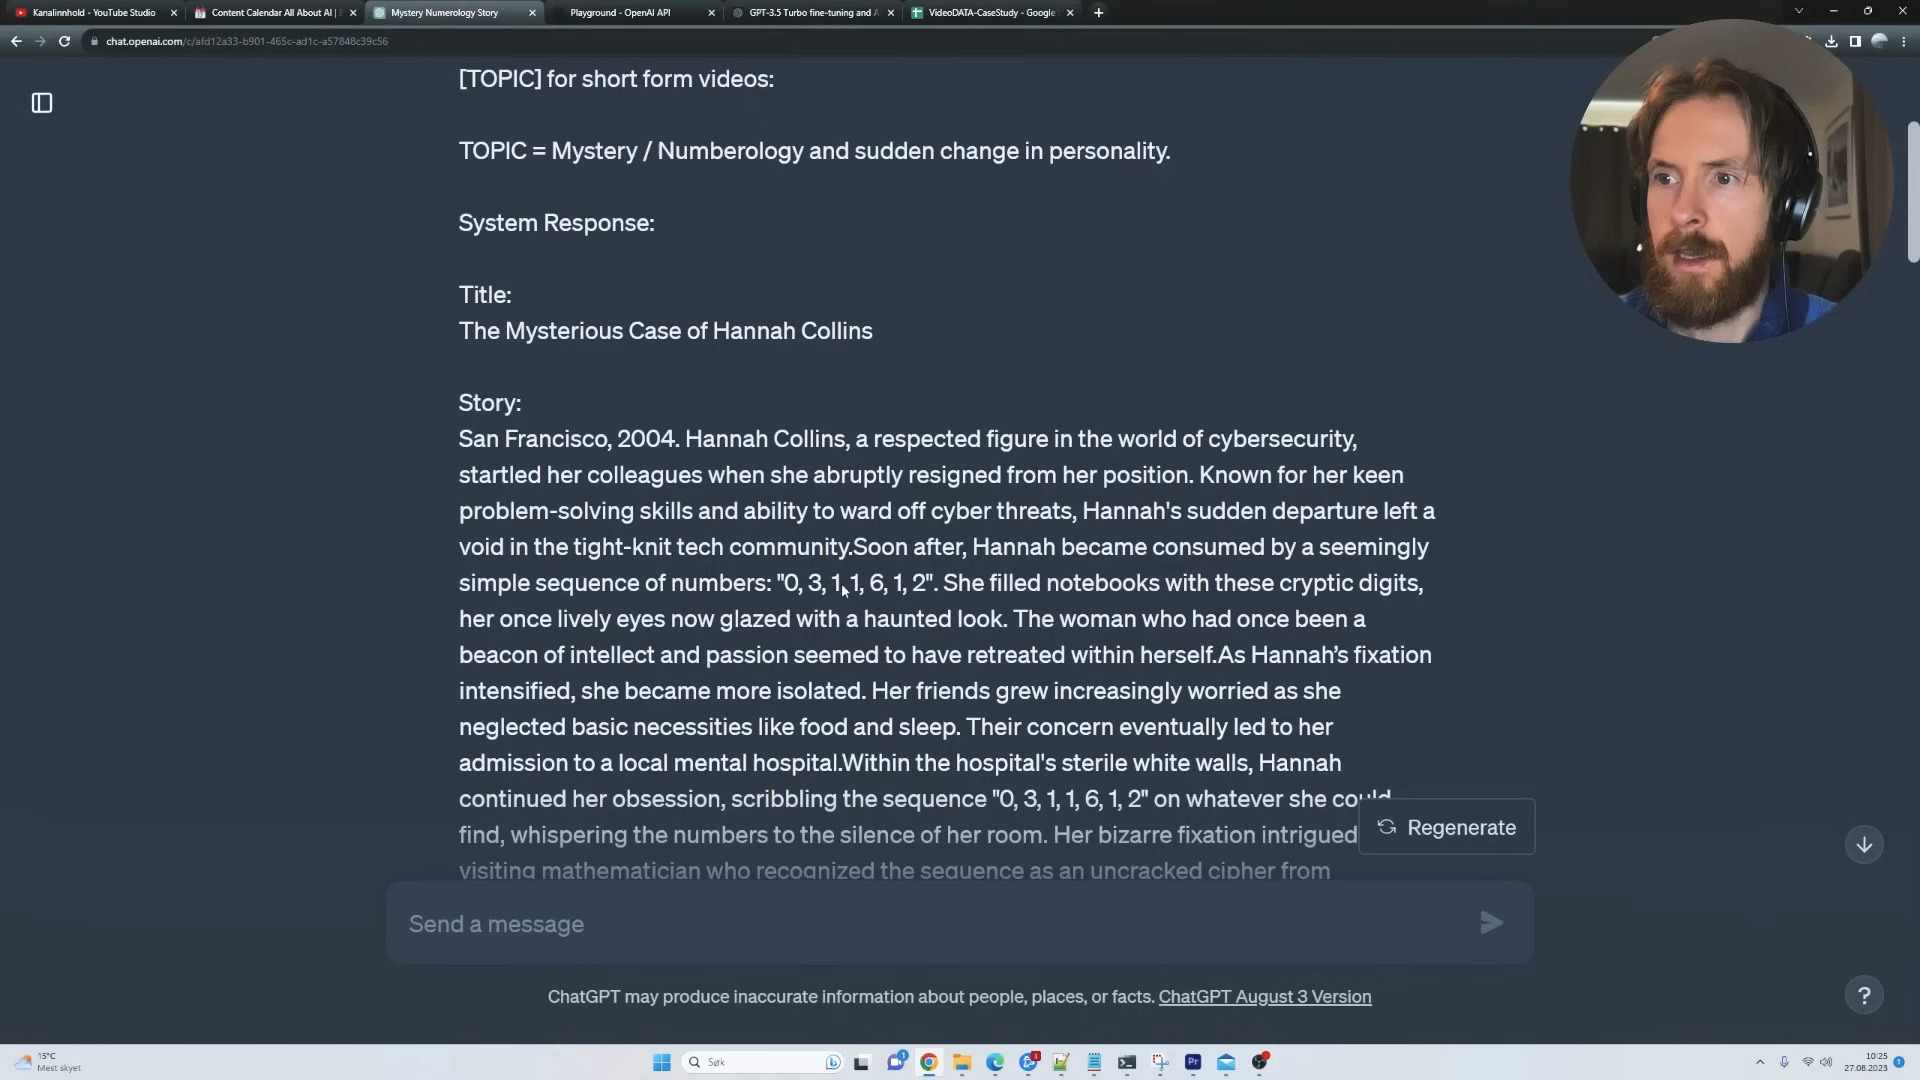 Kanalinnhold - YouTube Studio
Content Calendar All About AI |
Mystery Numerology Story
Playground - OpenAI API
GPT-3.5 Turbo fine-tuning and A
VideoDATA-CaseStudy - Google
chat.openai.com/c/afd12a33-b901-465c-ad1c-a57848c39c56
[TOPIC] for short form videos:
TOPIC = Mystery / Numberology and sudden change in personality.
System Response:
Title:
The Mysterious Case of Hannah Collins
Story:
San Francisco, 2004. Hannah Collins, a respected figure in the world of cybersecurity,
startled her colleagues when she abruptly resigned from her position. Known for her keen
problem-solving skills and ability to ward off cyber threats, Hannah's sudden departure left a
void in the tight-knit tech community.Soon after, Hannah became consumed by a seemingly
simple sequence of numbers: "0, 3, 1, 1, 6, 1, 2". She filled notebooks with these cryptic digits,
her once lively eyes now glazed with a haunted look. The woman who had once been a
beacon of intellect and passion seemed to have retreated within herself.As Hannah’s fixation
intensified, she became more isolated. Her friends grew increasingly worried as she
neglected basic necessities like food and sleep. Their concern eventually led to her
admission to a local mental hospital.Within the hospital's sterile white walls, Hannah
continued her obsession, scribbling the sequence "0, 3, 1, 1, 6, 1, 2" on whatever she could
find, whispering the numbers to the silence of her room. Her bizarre fixation intrigued
visiting mathematician who recognized the sequence as an uncracked cipher from
Regenerate
Send a message
ChatGPT may produce inaccurate information about people, places, or facts. ChatGPT August 3 Version
?
15°C
Mest skyet
Søk
Pr
10:25
27.08.2023